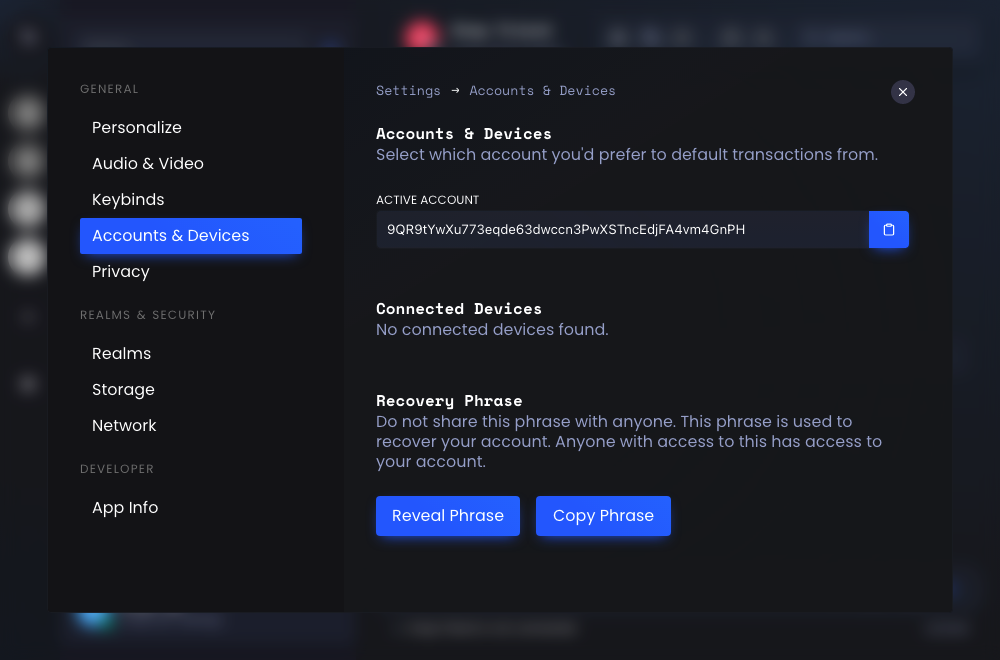 GENERAL
Personalize
Audio & Video
Keybinds
Accounts & Devices
Privacy
REALMS & SECURITY
Realms
Storage
Network
DEVELOPER
App Info
Settings → Accounts & Devices
Accounts & Devices
Select which account you'd prefer to default transactions from.
ACTIVE ACCOUNT
9QR9tYwXu773eqde63dwccn3PwXSTncEdjFA4vm4GnPH
Connected Devices
No connected devices found.
Recovery Phrase
Do not share this phrase with anyone. This phrase is used to
recover your account. Anyone with access to this has access to
your account.
Reveal Phrase
Copy Phrase